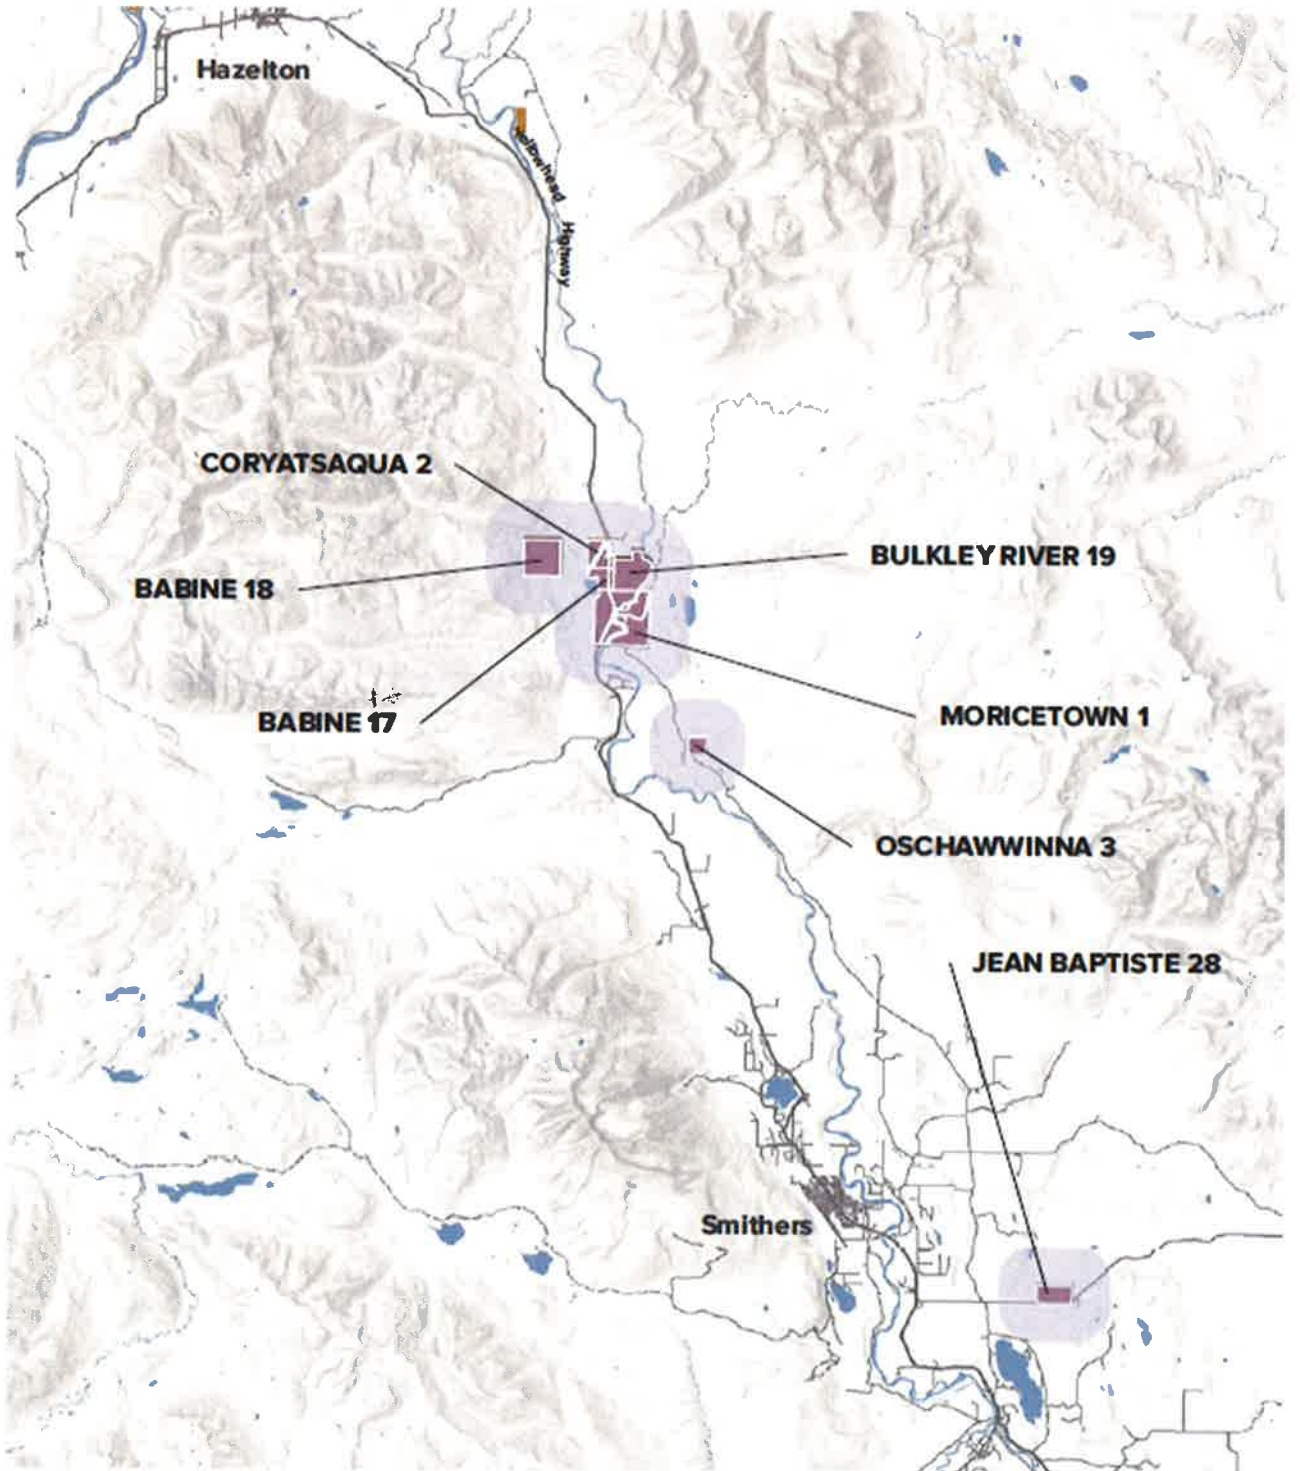 Hazelton
Yellowhead Highway
CORYATSAQUA 2
BULKLEY RIVER 19
BABINE 18
MORICETOWN 1
BABINE 17
OSCHAWWINNA 3
JEAN BAPTISTE 28
Smithers